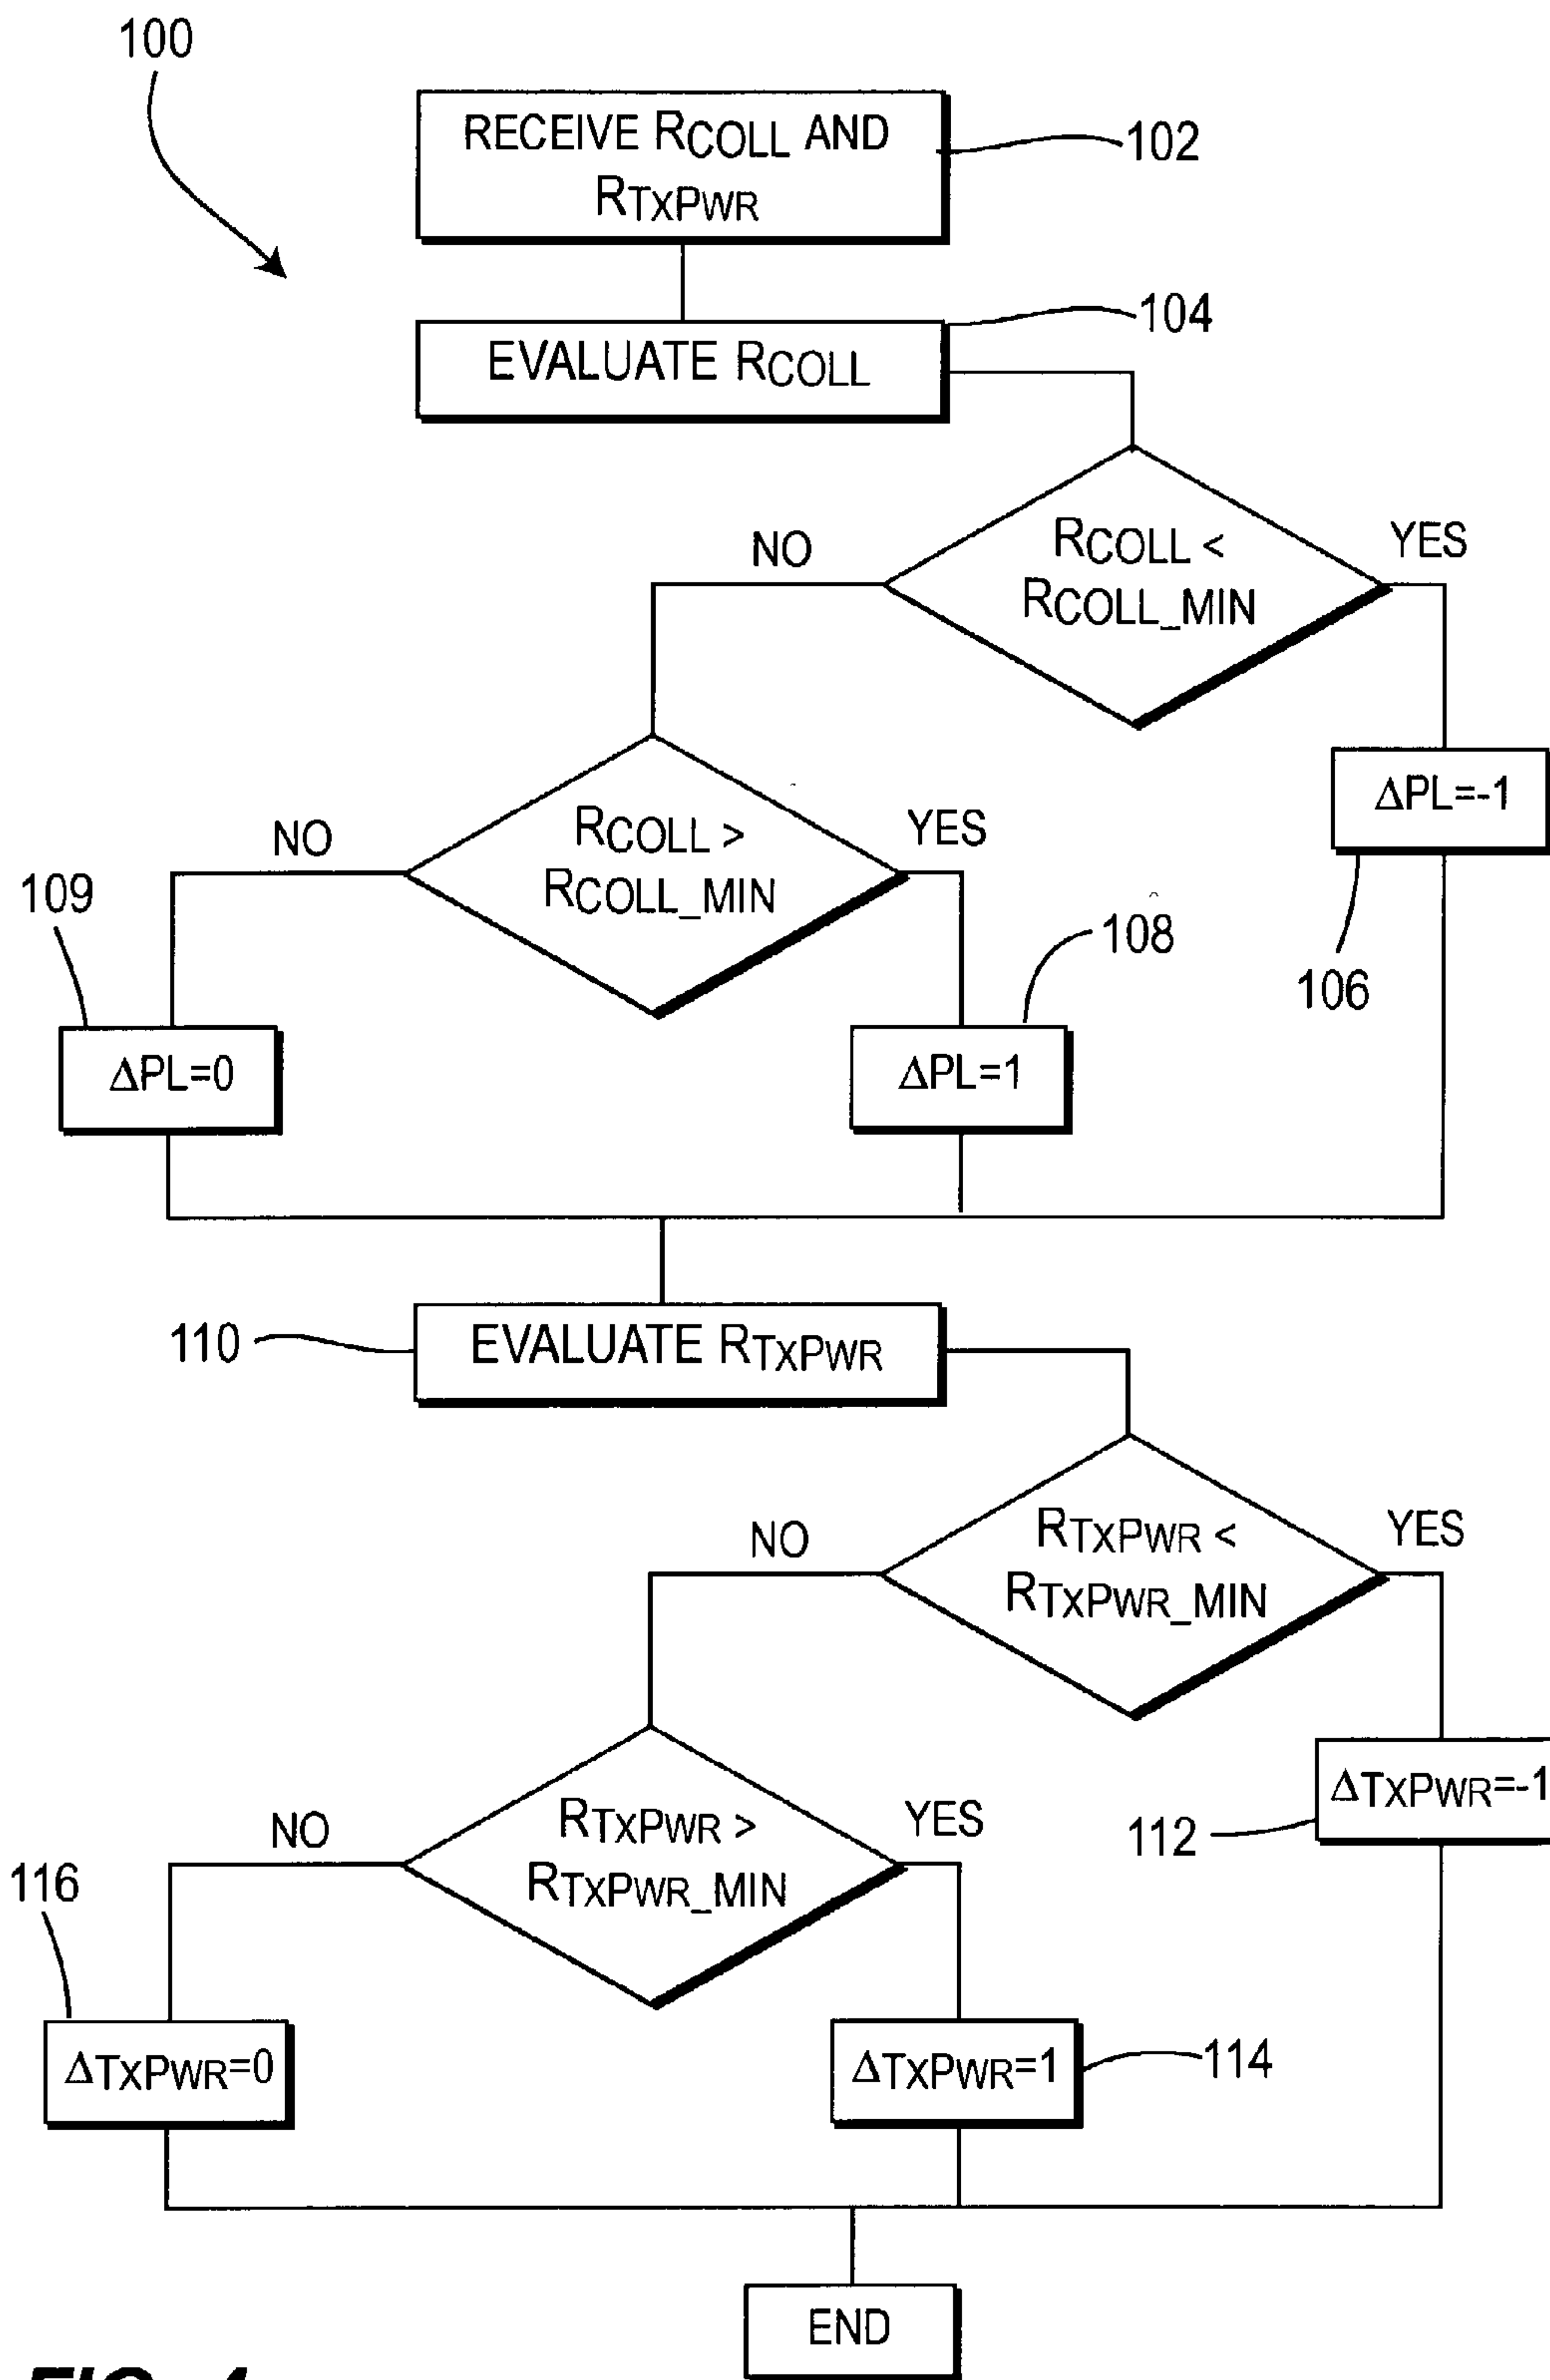 100
RECEIVE RCOLL AND
RTXPWR
102
104
EVALUATE RCOLL
NO
RCOLL <
RCOLL_MIN
YES
ΔPL=-1
106
NO
RCOLL >
RCOLL_MIN
YES
109
108
ΔPL=0
ΔPL=1
110
EVALUATE RTXPWR
NO
RTXPWR <
RTXPWR_MIN
YES
ΔTXPWR=-1
112
NO
RTXPWR >
RTXPWR_MIN
YES
116
ΔTXPWR=0
ΔTXPWR=1
114
END